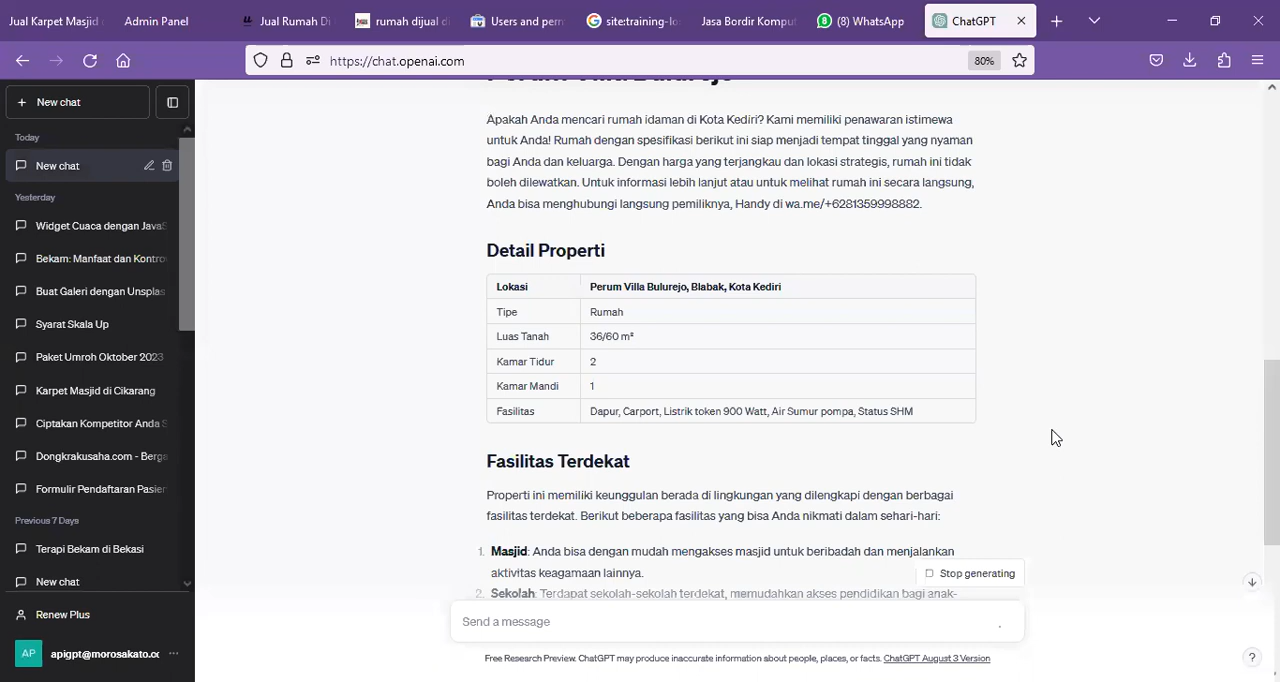 Jual Karpet Masjid
Admin Panel
Jual Rumah Di
rumah dijual di
Users and per
site:training-lo
Jasa Bordir Komput
(8) WhatsApp
ChatGPT
https://chat.openai.com
80%
New chat
Today
New chat
Yesterday
Widget Cuaca dengan JavaS
Bekam: Manfaat dan Kontro
Buat Galeri dengan Unsplas
Syarat Skala Up
Paket Umroh Oktober 2023
Karpet Masjid di Cikarang
Ciptakan Kompetitor Anda S
Dongkrakusaha.com - Berga
Formulir Pendaftaran Pasien
Previous 7 Days
Terapi Bekam di Bekasi
New chat
Renew Plus
AP apigpt@morosakato.cc
Apakah Anda mencari rumah idaman di Kota Kediri? Kami memiliki penawaran istimewa
untuk Anda! Rumah dengan spesifikasi berikut ini siap menjadi tempat tinggal yang nyaman
bagi Anda dan keluarga. Dengan harga yang terjangkau dan lokasi strategis, rumah ini tidak
boleh dilewatkan. Untuk informasi lebih lanjut atau untuk melihat rumah ini secara langsung,
Anda bisa menghubungi langsung pemiliknya, Handy di wa.me/+6281359998882.
Detail Properti
Lokasi Perum Villa Bulurejo, Blabak, Kota Kediri
Tipe Rumah
Luas Tanah 36/60 m²
Kamar Tidur 2
Kamar Mandi 1
Fasilitas Dapur, Carport, Listrik token 900 Watt, Air Sumur pompa, Status SHM
Fasilitas Terdekat
Properti ini memiliki keunggulan berada di lingkungan yang dilengkapi dengan berbagai
fasilitas terdekat. Berikut beberapa fasilitas yang bisa Anda nikmati dalam sehari-hari:
1. Masjid: Anda bisa dengan mudah mengakses masjid untuk beribadah dan menjalankan
aktivitas keagamaan lainnya.
Stop generating
2. Sekolah: Terdapat sekolah-sekolah terdekat, memudahkan akses pendidikan bagi anak-
Send a message
Free Research Preview. ChatGPT may produce inaccurate information about people, places, or facts. ChatGPT August 3 Version
?